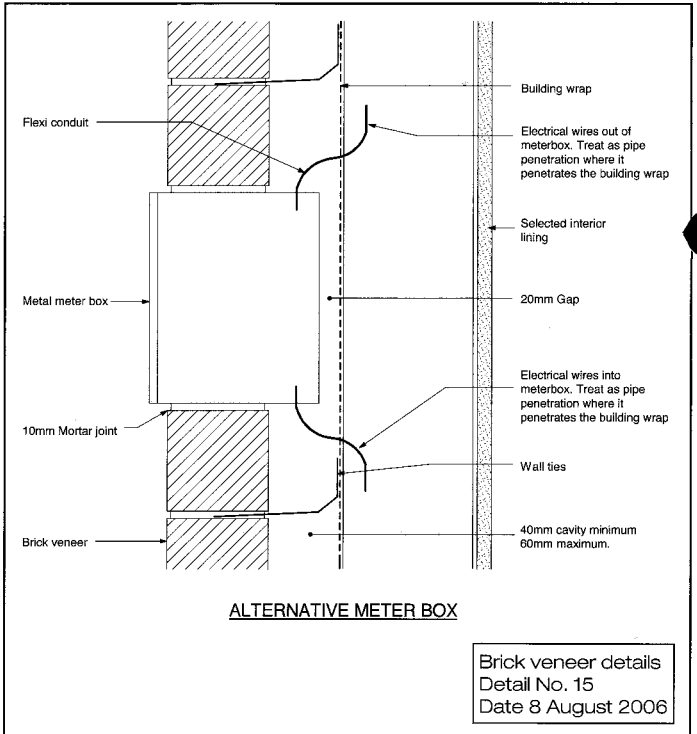 Building wrap
Flexi conduit
Electrical wires out of
meterbox. Treat as pipe
penetration where it
penetrates the building wrap
Selected interior
lining
Metal meter box
20mm Gap
Electrical wires into
meterbox. Treat as pipe
penetration where it
penetrates the building wrap
10mm Mortar joint
Wall ties
Brick veneer
40mm cavity minimum
60mm maximum.
ALTERNATIVE METER BOX
Brick veneer details
Detail No. 15
Date 8 August 2006